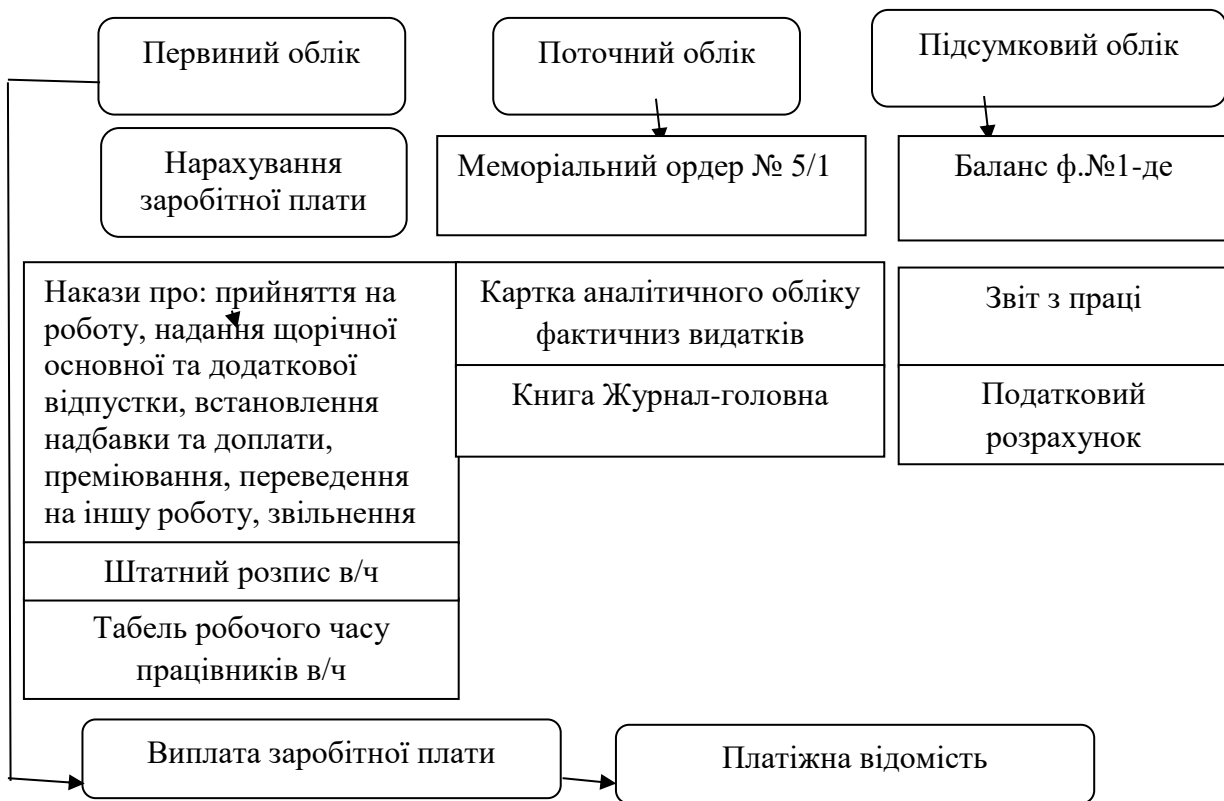 Первиний облік
Поточний облік
Підсумковий облік
Нарахування
заробітної плати
Меморіальний ордер № 5/1
Баланс ф.№1-де
Накази про: прийняття на
роботу, надання щорічної
основної та додаткової
відпустки, встановлення
надбавки та доплати,
преміювання, переведення
на іншу роботу, звільнення
Картка аналітичного обліку
фактичниз видатків
Звіт з праці
Книга Журнал-головна
Податковий
розрахунок
Штатний розпис в/ч
Табель робочого часу
працівників в/ч
Виплата заробітної плати
Платіжна відомість